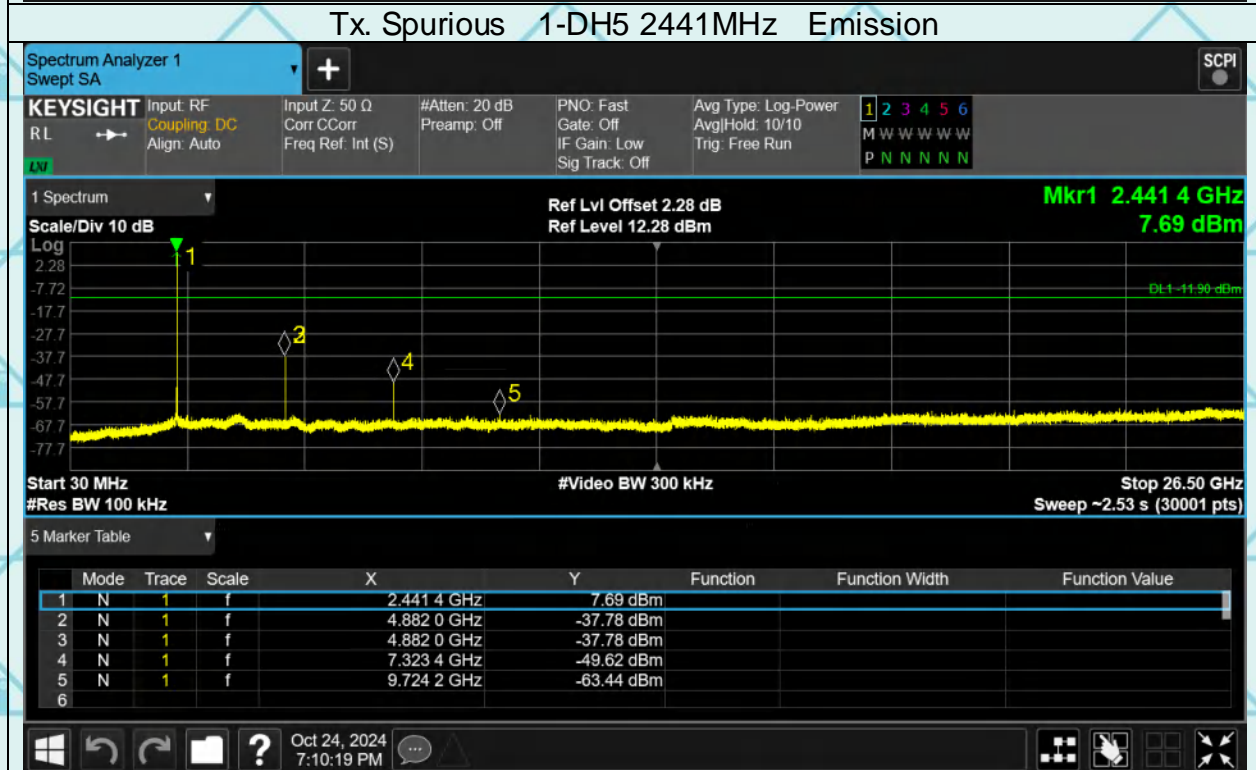 Tx. Spurious 1-DH5 2441MHz Emission
Spectrum Analyzer 1
Swept SA
+
SCPI
KEYSIGHT
RL
LXI
Input: RF
Coupling: DC
Align: Auto
Input Z: 50 Ω
Corr CCorr
Freq Ref: Int (S)
#Atten: 20 dB
Preamp: Off
PNO: Fast
Gate: Off
IF Gain: Low
Sig Track: Off
Avg Type: Log-Power
Avg|Hold: 10/10
Trig: Free Run
1 2 3 4 5 6
M W W W W W
P N N N N N
1 Spectrum
Scale/Div 10 dB
Ref Lvl Offset 2.28 dB
Ref Level 12.28 dBm
Mkr1 2.441 4 GHz
7.69 dBm
Log
2.28
-7.72
-17.7
-27.7
-37.7
-47.7
-57.7
-67.7
-77.7
1
3
4
5
DL1 -11.90 dBm
Start 30 MHz
#Res BW 100 kHz
#Video BW 300 kHz
Stop 26.50 GHz
Sweep ~2.53 s (30001 pts)
5 Marker Table
Mode Trace Scale X Y Function Function Width Function Value
1 N 1 f 2.441 4 GHz 7.69 dBm
2 N 1 f 4.882 0 GHz -37.78 dBm
3 N 1 f 4.882 0 GHz -37.78 dBm
4 N 1 f 7.323 4 GHz -49.62 dBm
5 N 1 f 9.724 2 GHz -63.44 dBm
6
?
Oct 24, 2024
7:10:19 PM